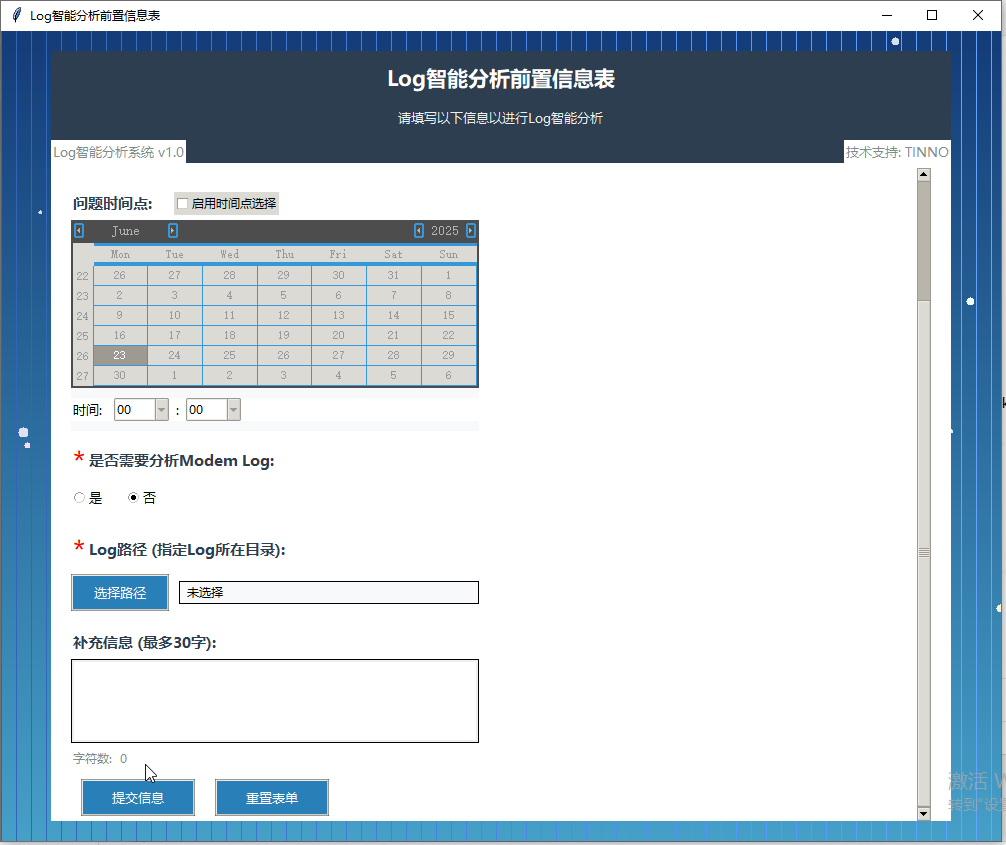 Log智能分析前置信息表
Log智能分析前置信息表
请填写以下信息以进行Log智能分析
Log智能分析系统 v1.0 技术支持: TINNO
问题时间点: 启用时间点选择
June 2025
Mon Tue Wed Thu Fri Sat Sun
22 26 27 28 29 30 31 1
23 2 3 4 5 6 7 8
24 9 10 11 12 13 14 15
25 16 17 18 19 20 21 22
26 23 24 25 26 27 28 29
27 30 1 2 3 4 5 6
时间: 00 : 00
* 是否需要分析Modem Log:
是 否
* Log路径 (指定Log所在目录):
选择路径 未选择
补充信息 (最多30字):
字符数: 0
提交信息 重置表单
激活 W
转到"设